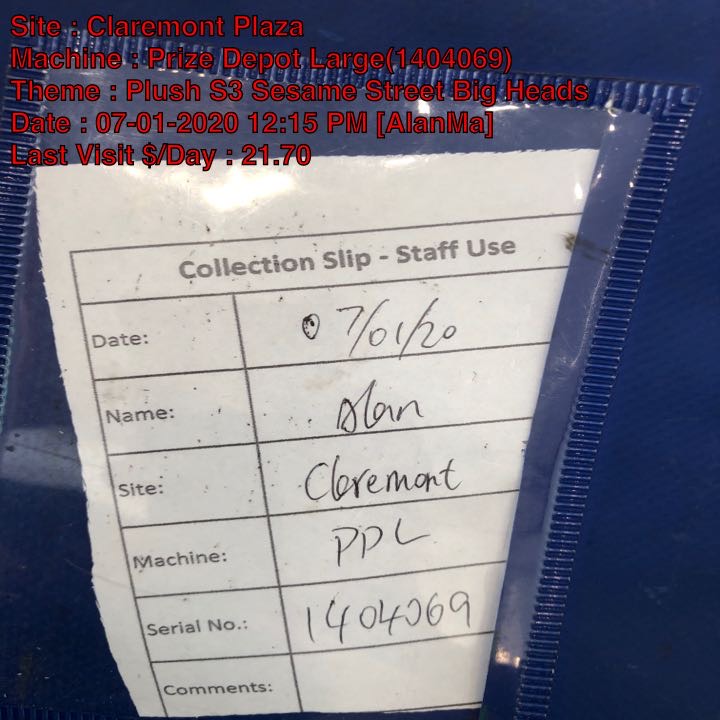 Site : Claremont Plaza
Machine : Prize Depot Large(1404069)
Theme : Plush S3 Sesame Street Big Heads
Date : 07-01-2020 12:15 PM [AlanMa]
Last Visit $/Day : 21.70
Collection Slip - Staff Use
Date: 07/01/20
Name: Alan
Site: Claremont
Machine: PDL
Serial No.: 1404069
Comments: